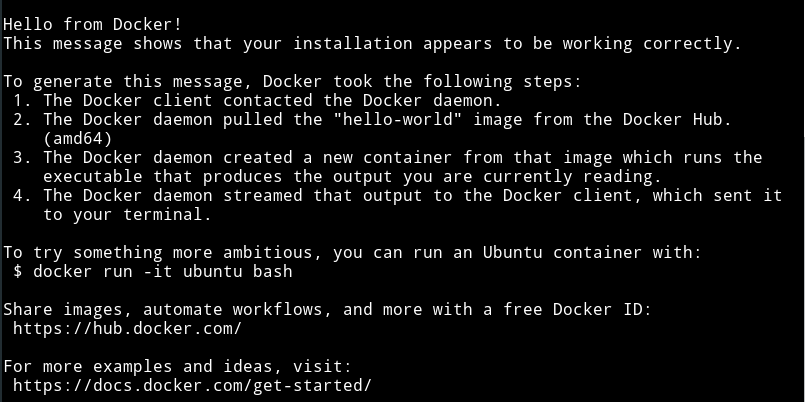 Hello from Docker!
This message shows that your installation appears to be working correctly.
To generate this message, Docker took the following steps:
1. The Docker client contacted the Docker daemon.
2. The Docker daemon pulled the "hello-world" image from the Docker Hub.
(amd64)
3. The Docker daemon created a new container from that image which runs the
executable that produces the output you are currently reading.
4. The Docker daemon streamed that output to the Docker client, which sent it
to your terminal.
To try something more ambitious, you can run an Ubuntu container with:
$ docker run -it ubuntu bash
Share images, automate workflows, and more with a free Docker ID:
https://hub.docker.com/
For more examples and ideas, visit:
https://docs.docker.com/get-started/